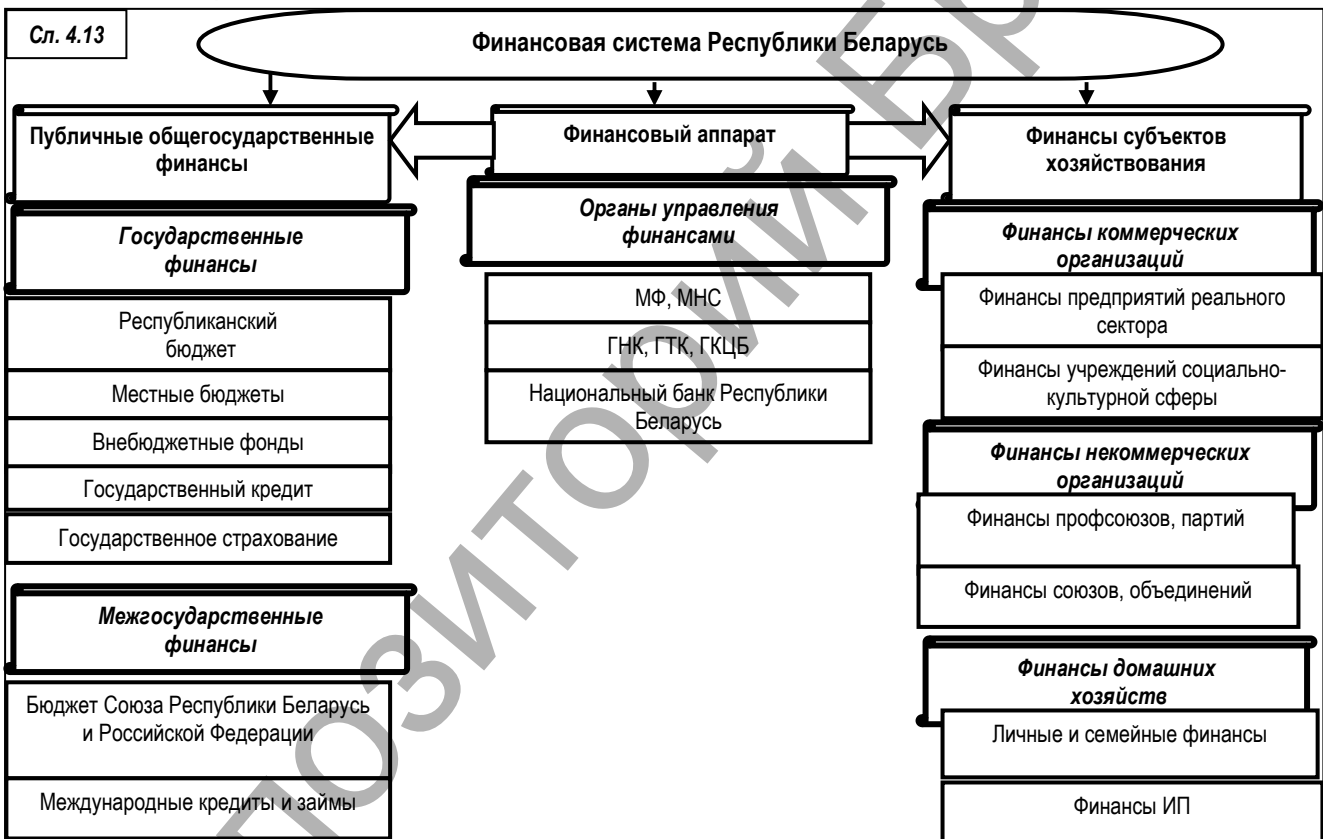 Сл. 4.13
Финансовая система Республики Беларусь
Публичные общегосударственные
финансы
Государственные
финансы
Республиканский
бюджет
Местные бюджеты
Внебюджетные фонды
Государственный кредит
Государственное страхование
Межгосударственные
финансы
Бюджет Союза Республики Беларусь
и Российской Федерации
Международные кредиты и займы
Финансовый аппарат
Органы управления
финансами
МФ, МНС
ГНК, ГТК, ГКЦБ
Национальный банк Республики
Беларусь
Финансы субъектов
хозяйствования
Финансы коммерческих
организаций
Финансы предприятий реального
сектора
Финансы учреждений социально-
культурной сферы
Финансы некоммерческих
организаций
Финансы профсоюзов, партий
Финансы союзов, объединений
Финансы домашних
хозяйств
Личные и семейные финансы
Финансы ИП
позиторий Бр